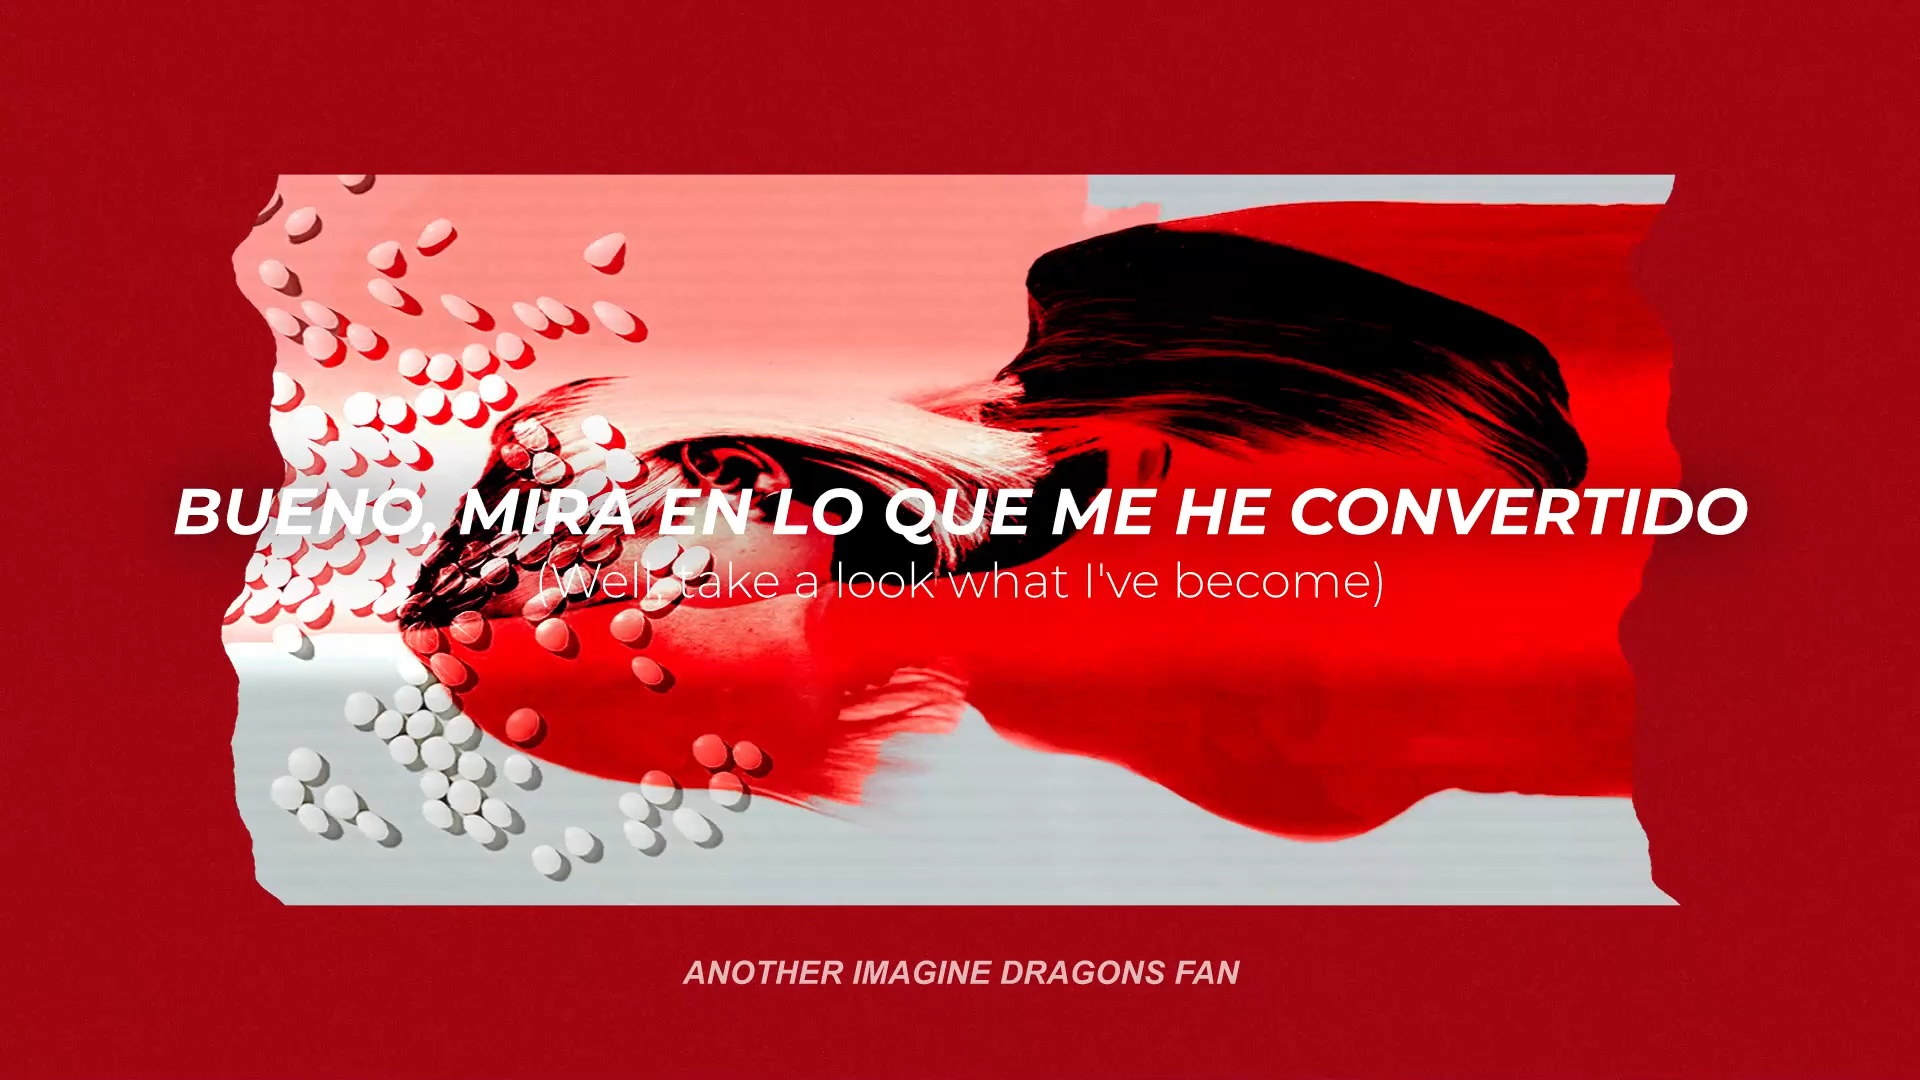 BUENO, MIRA EN LO QUE ME HE CONVERTIDO
(Well, take a look what I've become)
ANOTHER IMAGINE DRAGONS FAN